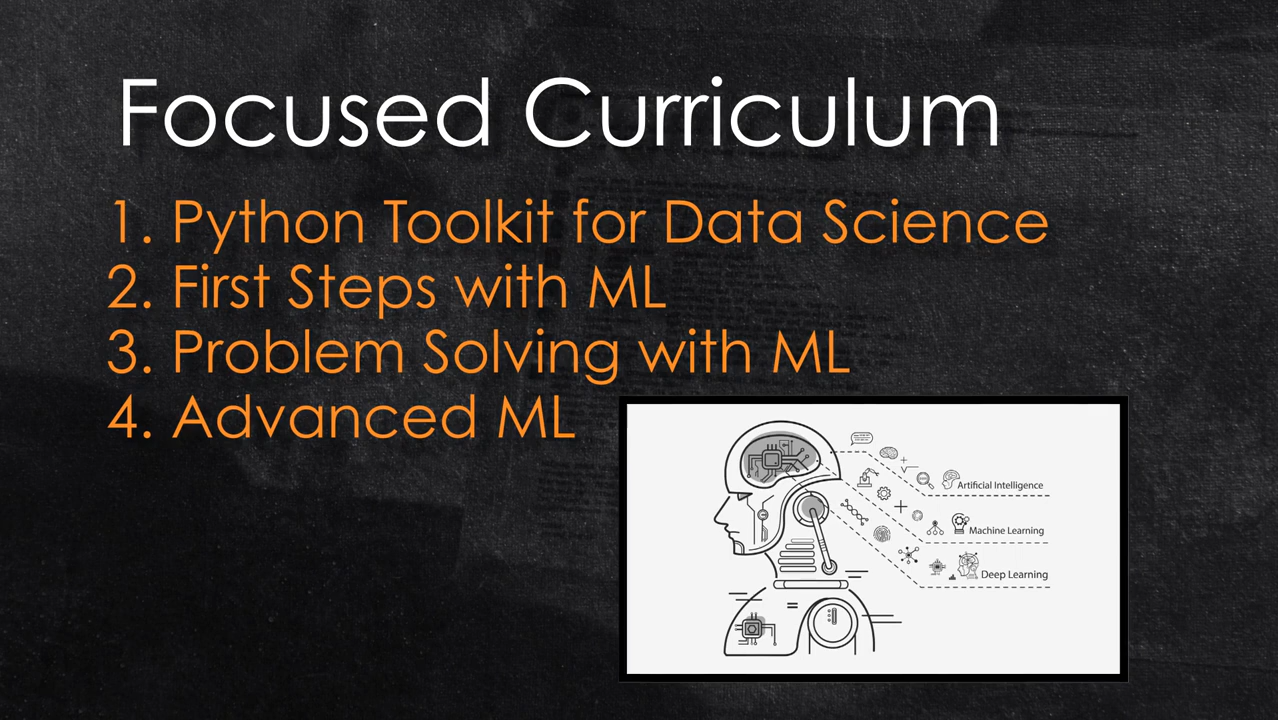 Focused Curriculum
1. Python Toolkit for Data Science
2. First Steps with ML
3. Problem Solving with ML
4. Advanced ML
Artificial Intelligence
Machine Learning
Deep Learning